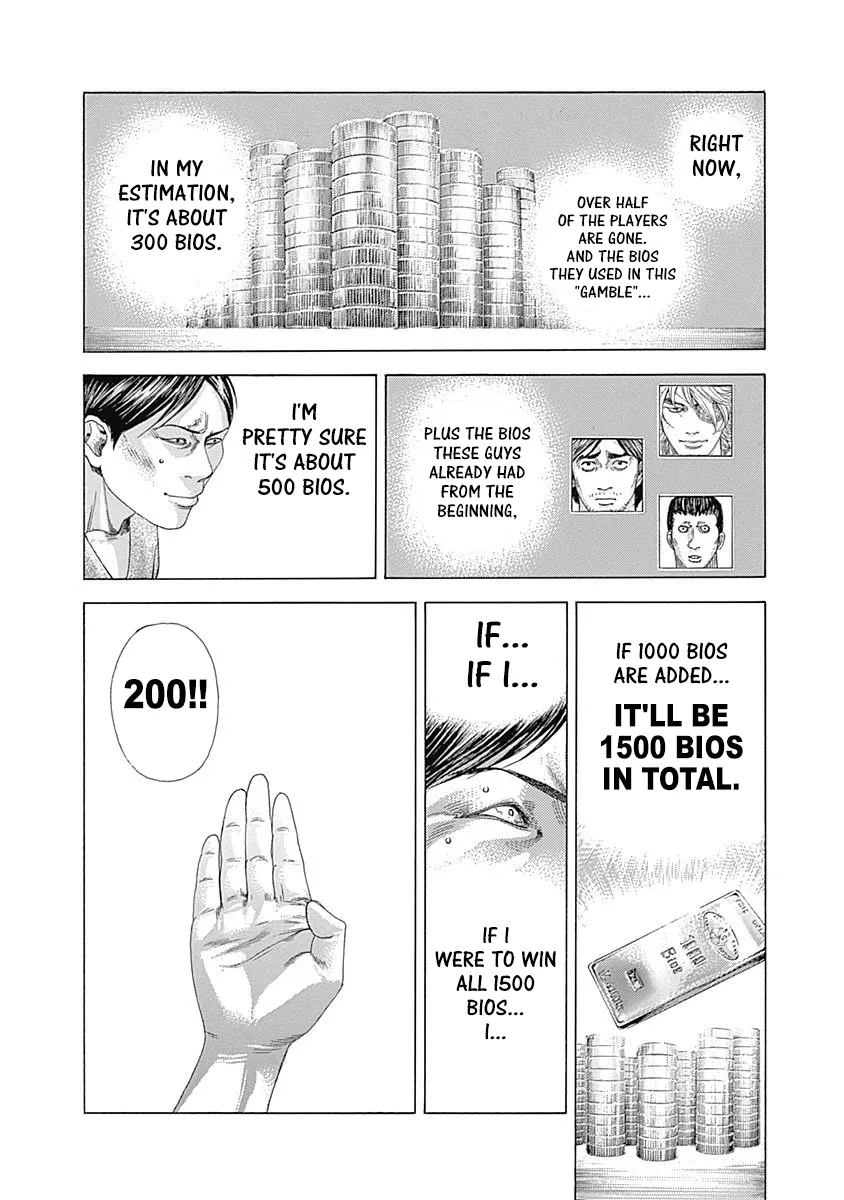 RIGHT
NOW,
OVER HALF
OF THE PLAYERS
ARE GONE.
AND THE BIOS
THEY USED IN THIS
"GAMBLE"...
IN MY
ESTIMATION,
IT'S ABOUT
300 BIOS.
PLUS THE BIOS
THESE GUYS
ALREADY HAD
FROM THE
BEGINNING,
I'M
PRETTY SURE
IT'S ABOUT
500 BIOS.
IF 1000 BIOS
ARE ADDED...
IT'LL BE
1500 BIOS
IN TOTAL.
Bios
IF...
IF I...
IF I
WERE TO WIN
ALL 1500
BIOS...
I...
200!!